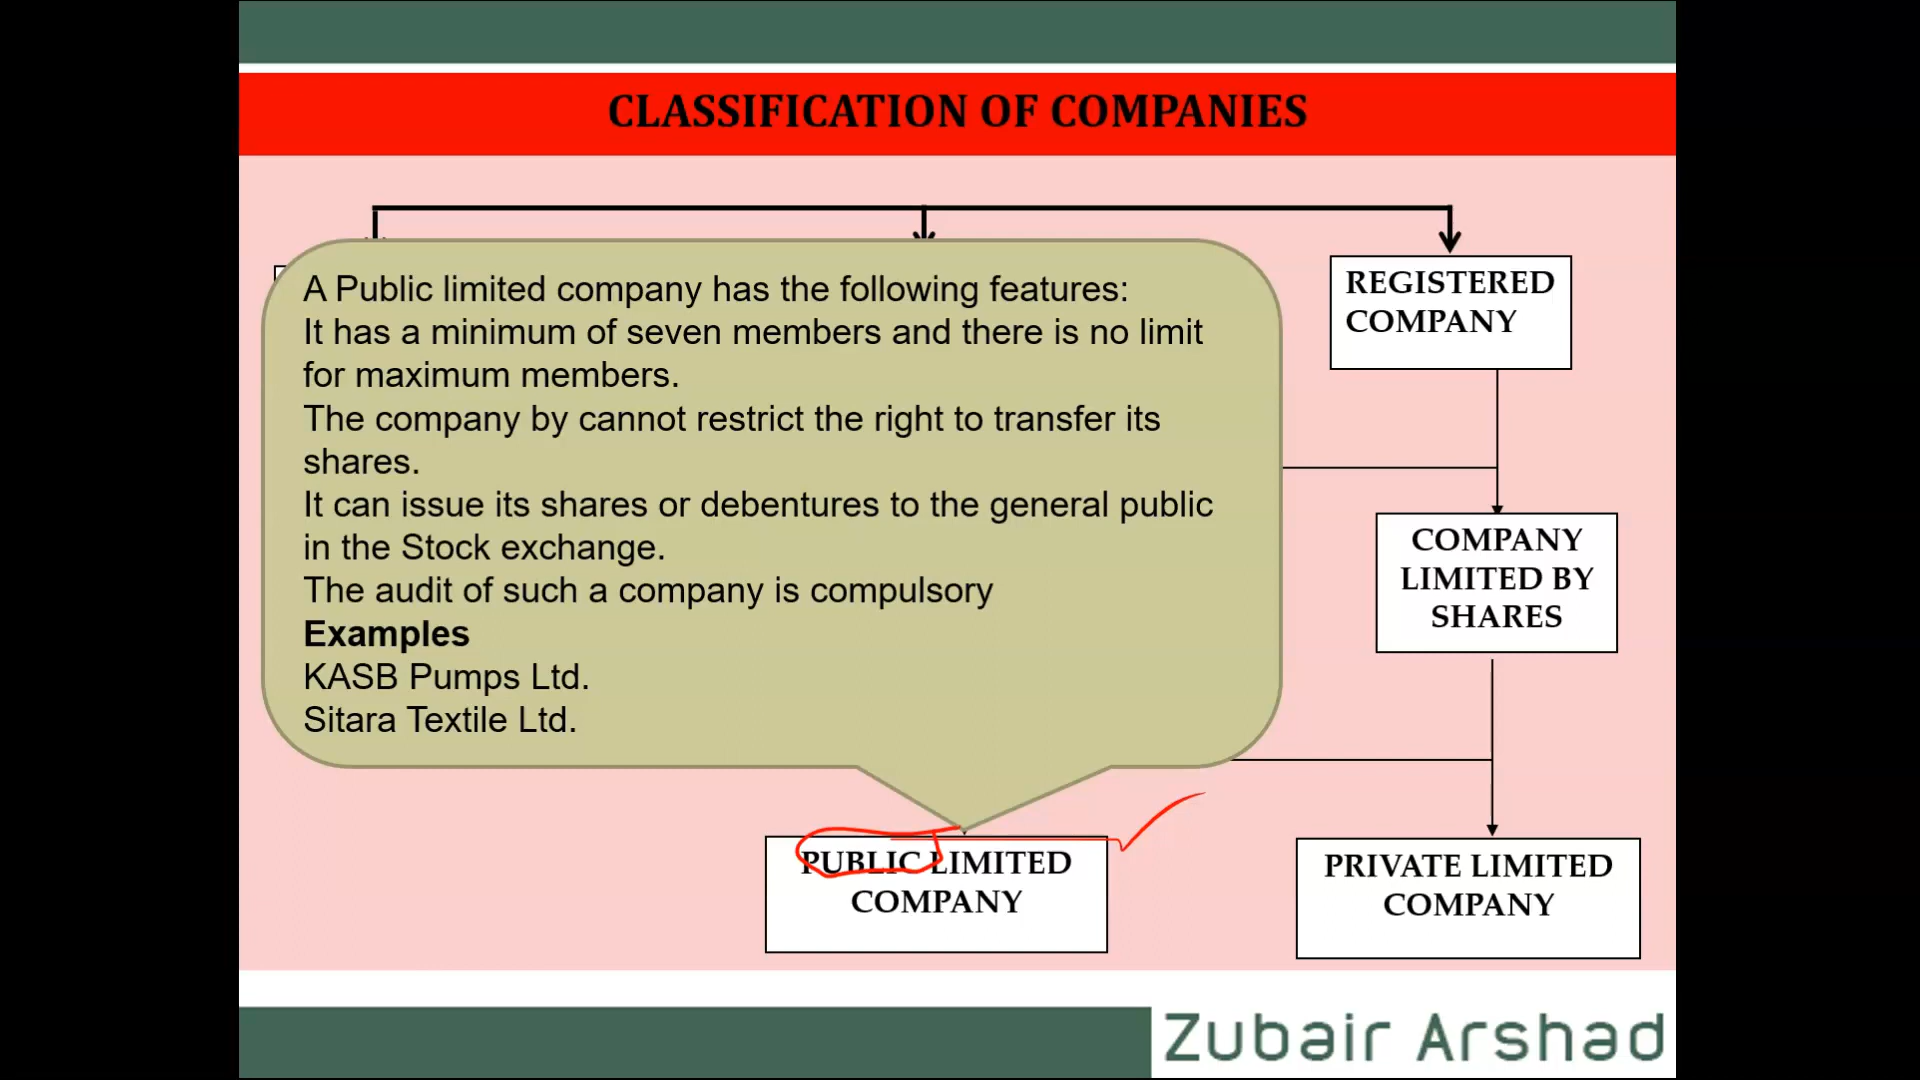 CLASSIFICATION OF COMPANIES
A Public limited company has the following features:
It has a minimum of seven members and there is no limit
for maximum members.
The company by cannot restrict the right to transfer its
shares.
It can issue its shares or debentures to the general public
in the Stock exchange.
The audit of such a company is compulsory
Examples
KASB Pumps Ltd.
Sitara Textile Ltd.
REGISTERED
COMPANY
COMPANY
LIMITED BY
SHARES
PUBLIC LIMITED
COMPANY
PRIVATE LIMITED
COMPANY
Zubair Arshad